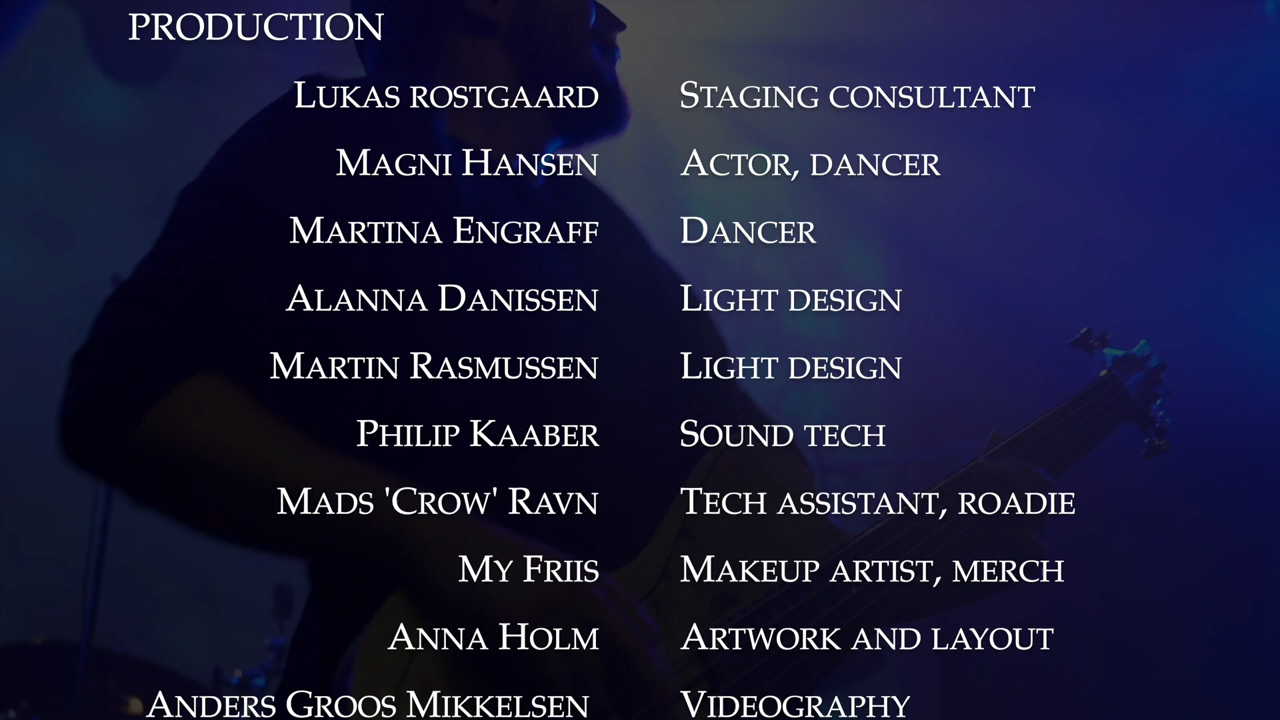 PRODUCTION
LUKAS ROSTGAARD STAGING CONSULTANT
MAGNI HANSEN ACTOR, DANCER
MARTINA ENGRAFF DANCER
ALANNA DANISSEN LIGHT DESIGN
MARTIN RASMUSSEN LIGHT DESIGN
PHILIP KAABER SOUND TECH
MADS 'CROW' RAVN TECH ASSISTANT, ROADIE
MY FRIIS MAKEUP ARTIST, MERCH
ANNA HOLM ARTWORK AND LAYOUT
ANDERS GROOS MIKKELSEN VIDEOGRAPHY